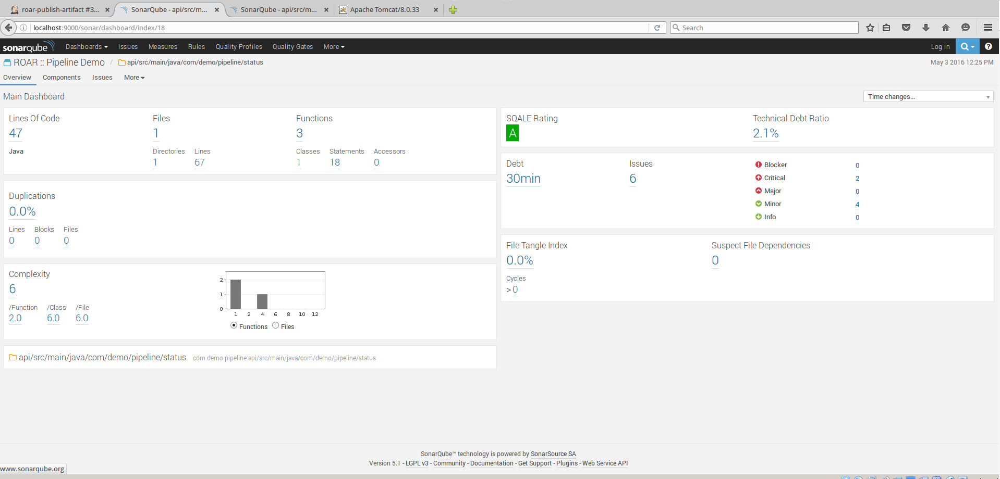 roar-publish-artifact #3...
SonarQube - api/src/m...
SonarQube - api/src/m...
Apache Tomcat/8.0.33
localhost:9000/sonar/dashboard/index/18
Search
sonarqube Dashboards Issues Measures Rules Quality Profiles Quality Gates More Log in
ROAR :: Pipeline Demo / api/src/main/java/com/demo/pipeline/status May 3 2016 12:25 PM
Overview Components Issues More
Main Dashboard Time changes...
Lines Of Code Files Functions
47 1 3
Java Directories Lines Classes Statements Accessors
1 67 1 18 0
Duplications
0.0%
Lines Blocks Files
0 0 0
Complexity
6
/Function /Class /File
2.0 6.0 6.0
2
1
0
1 2 4 6 8 10 12
Functions Files
api/src/main/java/com/demo/pipeline/status com.demo.pipeline:api/src/main/java/com/demo/pipeline/status
SQALE Rating Technical Debt Ratio
A 2.1%
Debt Issues
30min 6
Blocker 0
Critical 2
Major 0
Minor 4
Info 0
File Tangle Index Suspect File Dependencies
0.0% 0
Cycles
> 0
SonarQube™ technology is powered by SonarSource SA
Version 5.1 - LGPL v3 - Community - Documentation - Get Support - Plugins - Web Service API
www.sonarqube.org